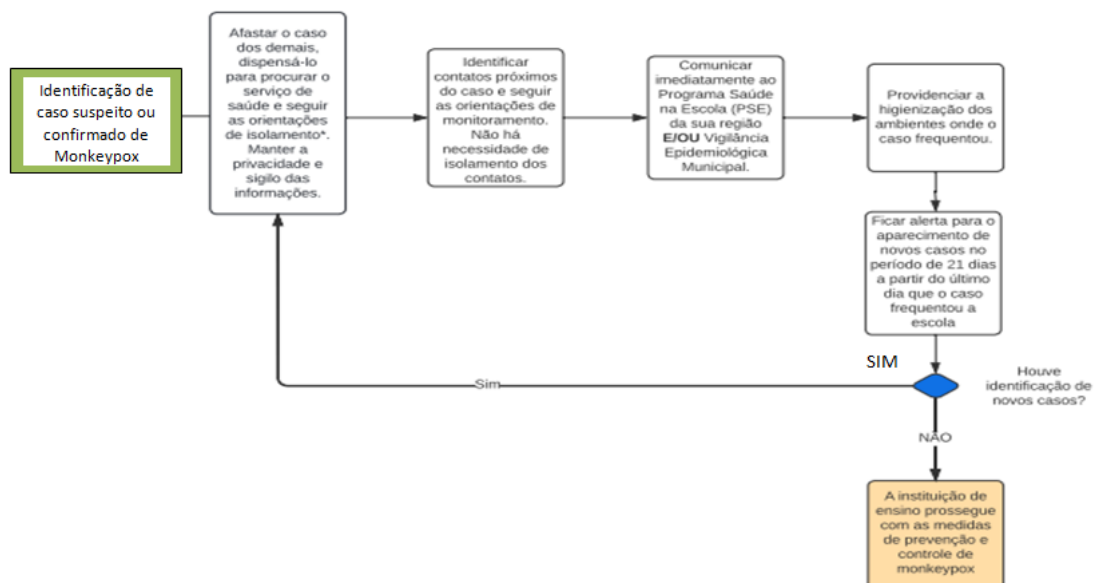 Identificação de
caso suspeito ou
confirmado de
Monkeypox
Afastar o caso
dos demais,
dispensá-lo
para procurar o
serviço de
saúde e seguir
as orientações
de isolamento*.
Manter a
privacidade e
sigilo das
informações.
Identificar
contatos próximos
do caso e seguir
as orientações de
monitoramento.
Não há
necessidade de
isolamento dos
contatos.
Comunicar
imediatamente ao
Programa Saúde
na Escola (PSE)
da sua região
E/OU Vigilância
Epidemiológica
Municipal.
Providenciar a
higienização dos
ambientes onde o
caso frequentou.
Ficar alerta para o
aparecimento de
novos casos no
período de 21 dias
a partir do último
dia que o caso
frequentou a
escola
SIM
Houve
identificação de
novos casos?
Sim
NÃO
A instituição de
ensino prossegue
com as medidas
de prevenção e
controle de
monkeypox